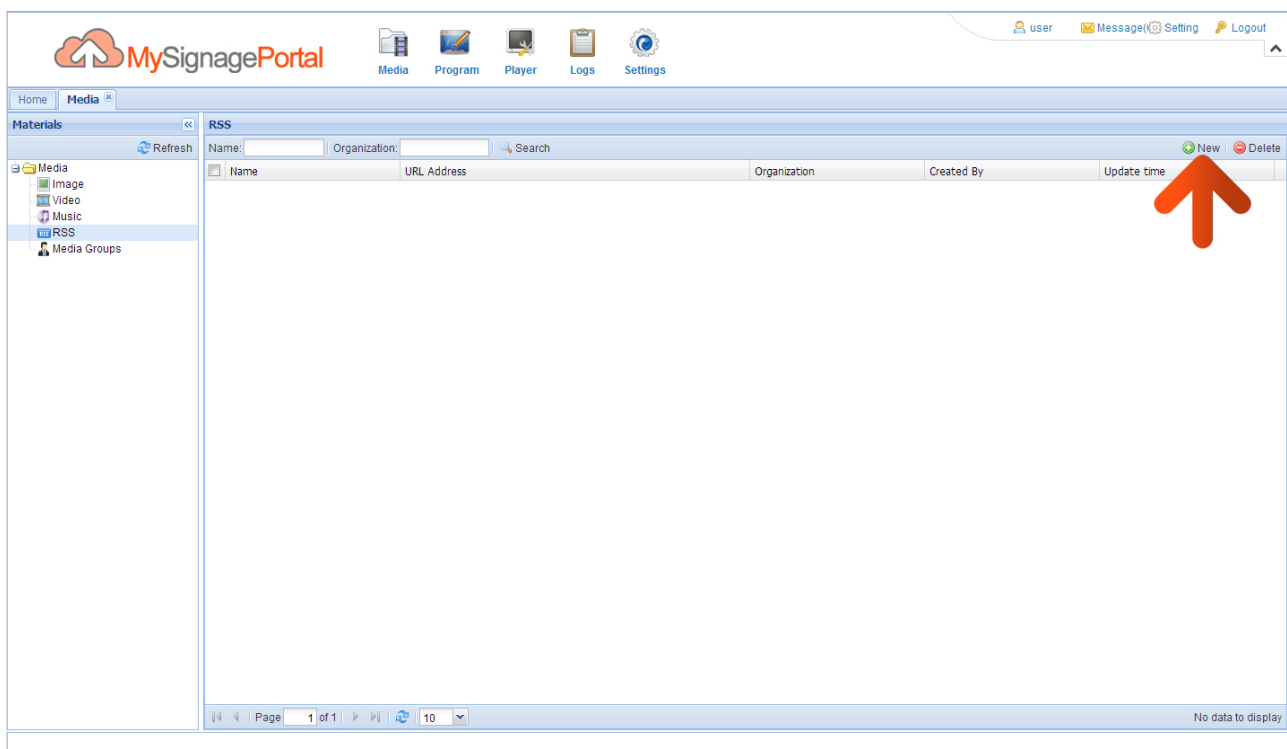 user Message( Setting Logout
MySignagePortal
Media Program Player Logs Settings
Home Media
Materials
RSS
Refresh
Name: Organization: Search New Delete
Name URL Address Organization Created By Update time
Media
Image
Video
Music
RSS
Media Groups
Page 1 of 1 10 No data to display